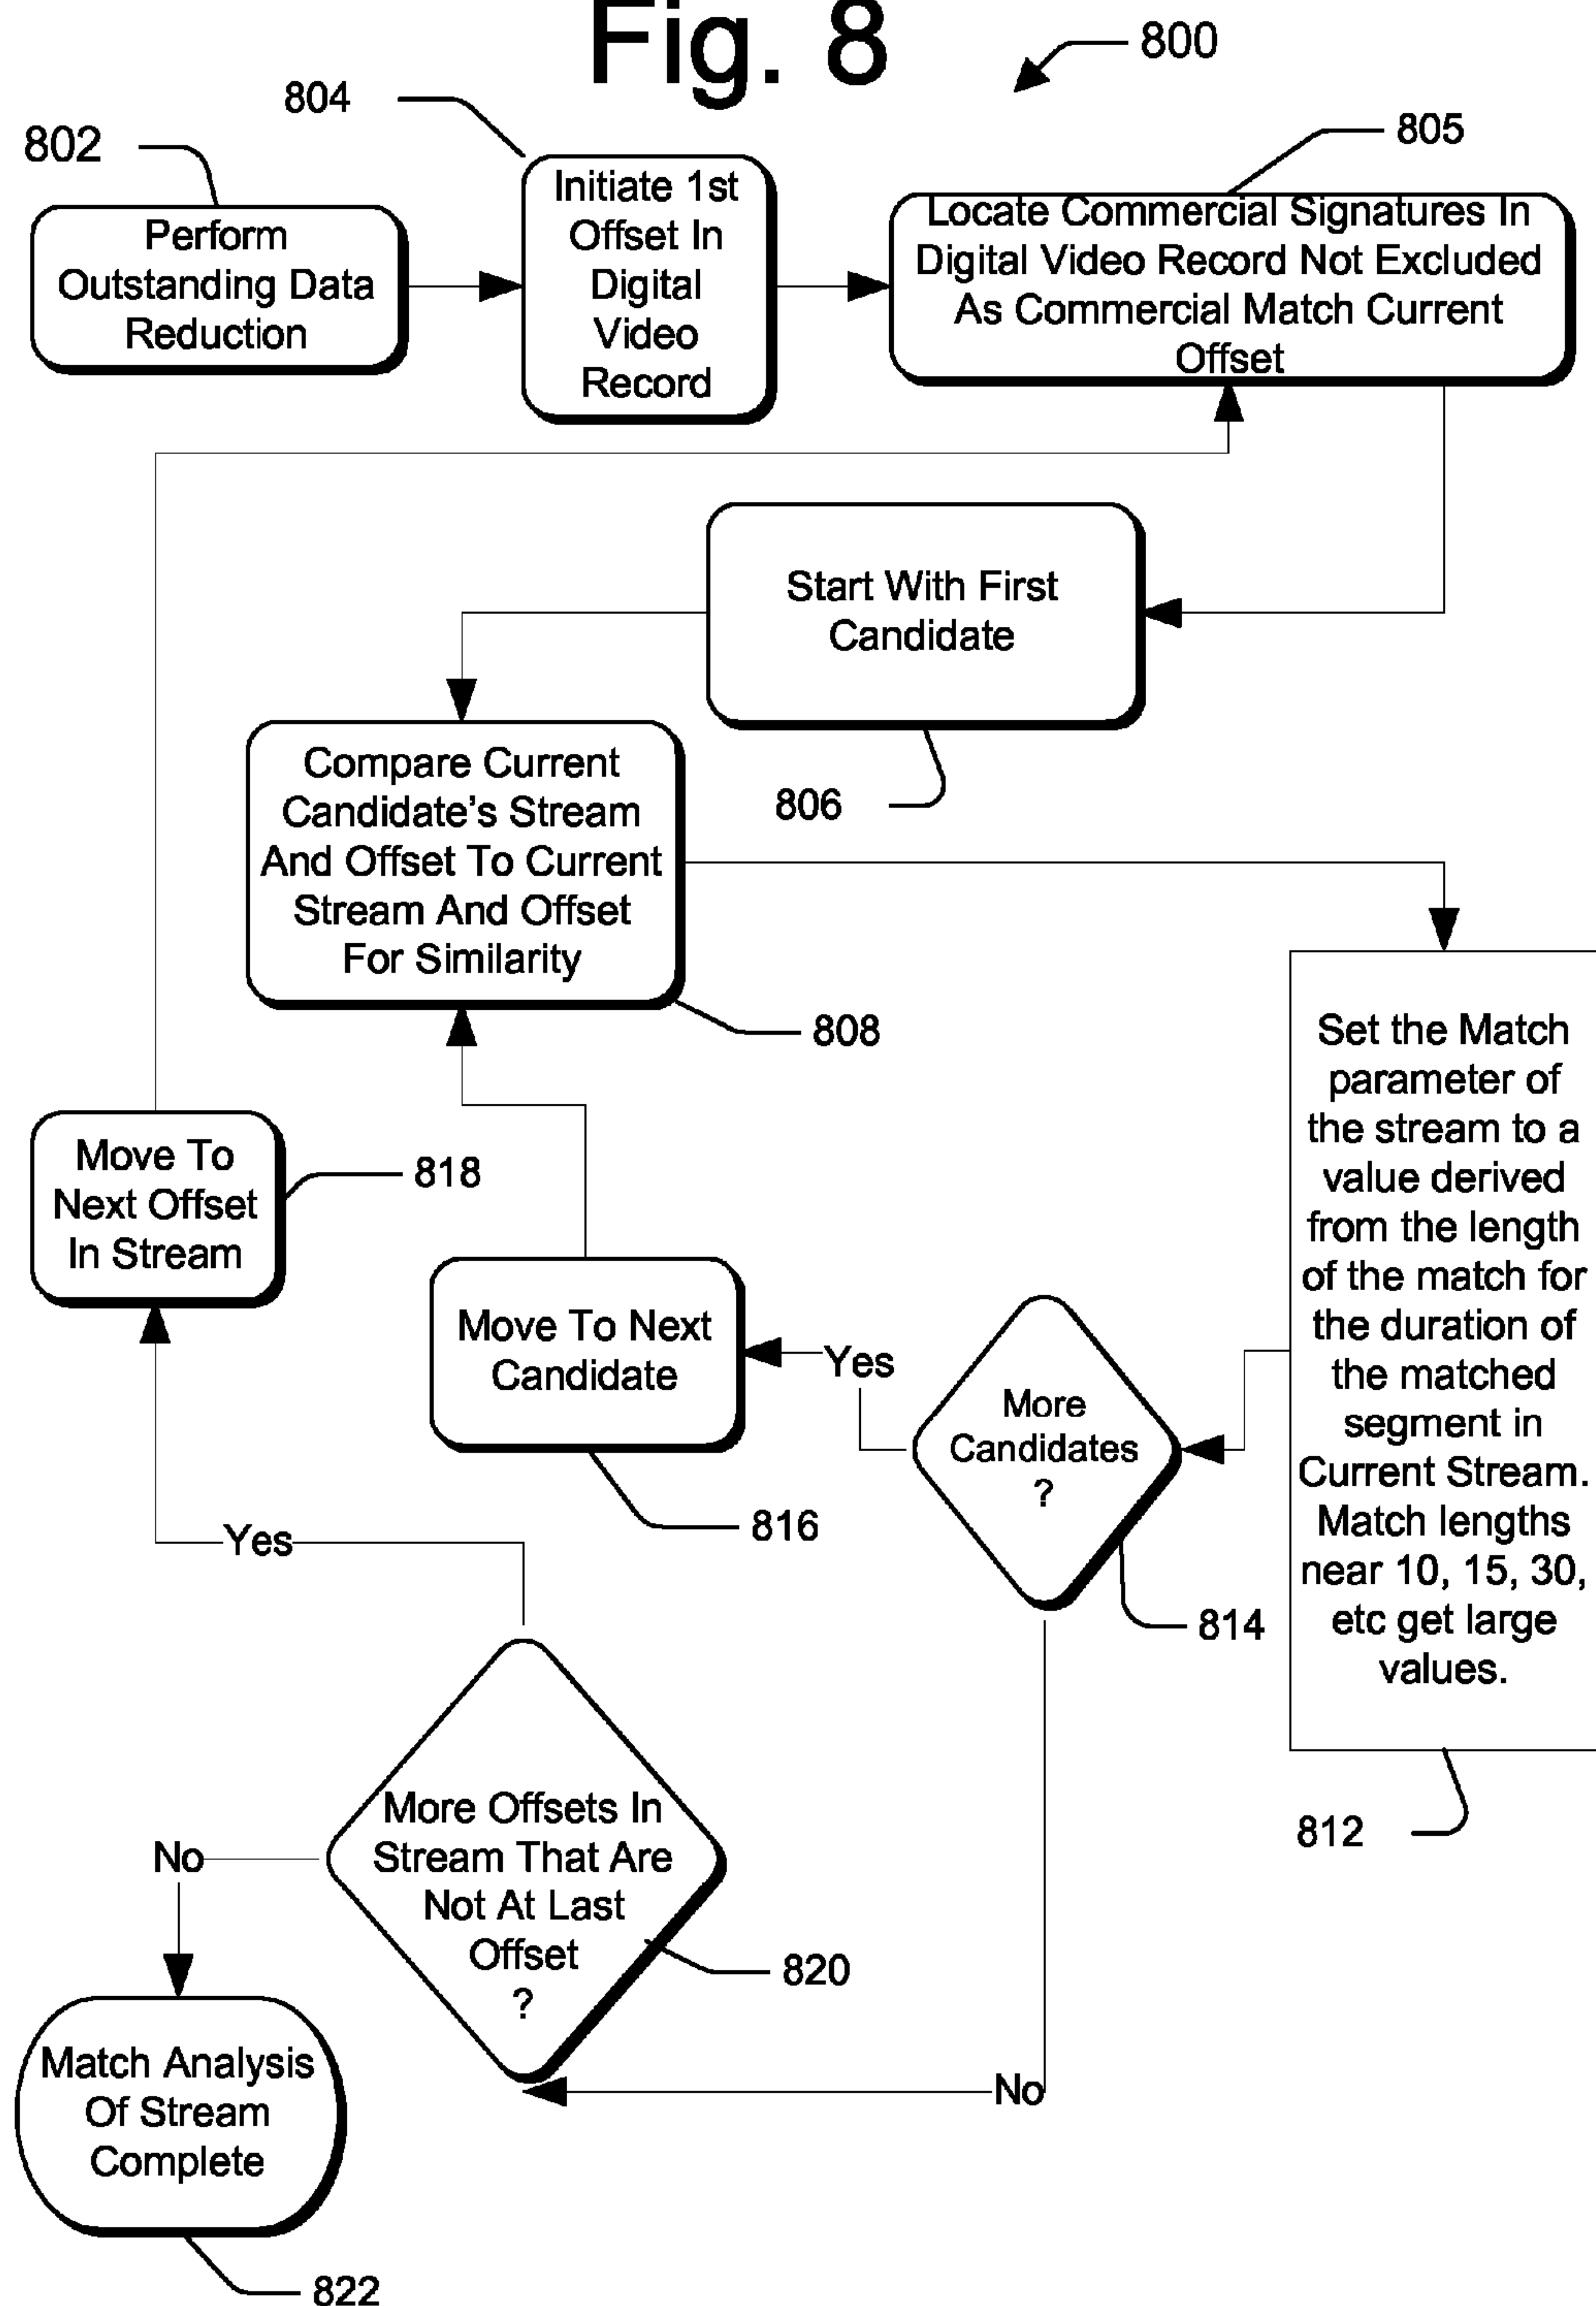 Fig. 8
800
804
802
805
Initiate 1st
Offset In
Digital
Video
Record
Perform
Outstanding Data
Reduction
Locate Commercial Signatures In
Digital Video Record Not Excluded
As Commercial Match Current
Offset
Start With First
Candidate
806
Compare Current
Candidate's Stream
And Offset To Current
Stream And Offset
For Similarity
808
Set the Match
parameter of
the stream to a
value derived
from the length
of the match for
the duration of
the matched
segment in
Current Stream.
Match lengths
near 10, 15, 30,
etc get large
values.
812
Move To
Next Offset
In Stream
818
Move To Next
Candidate
816
Yes
More
Candidates
?
814
Yes
No
More Offsets In
Stream That Are
Not At Last
Offset
?
820
No
Match Analysis
Of Stream
Complete
822